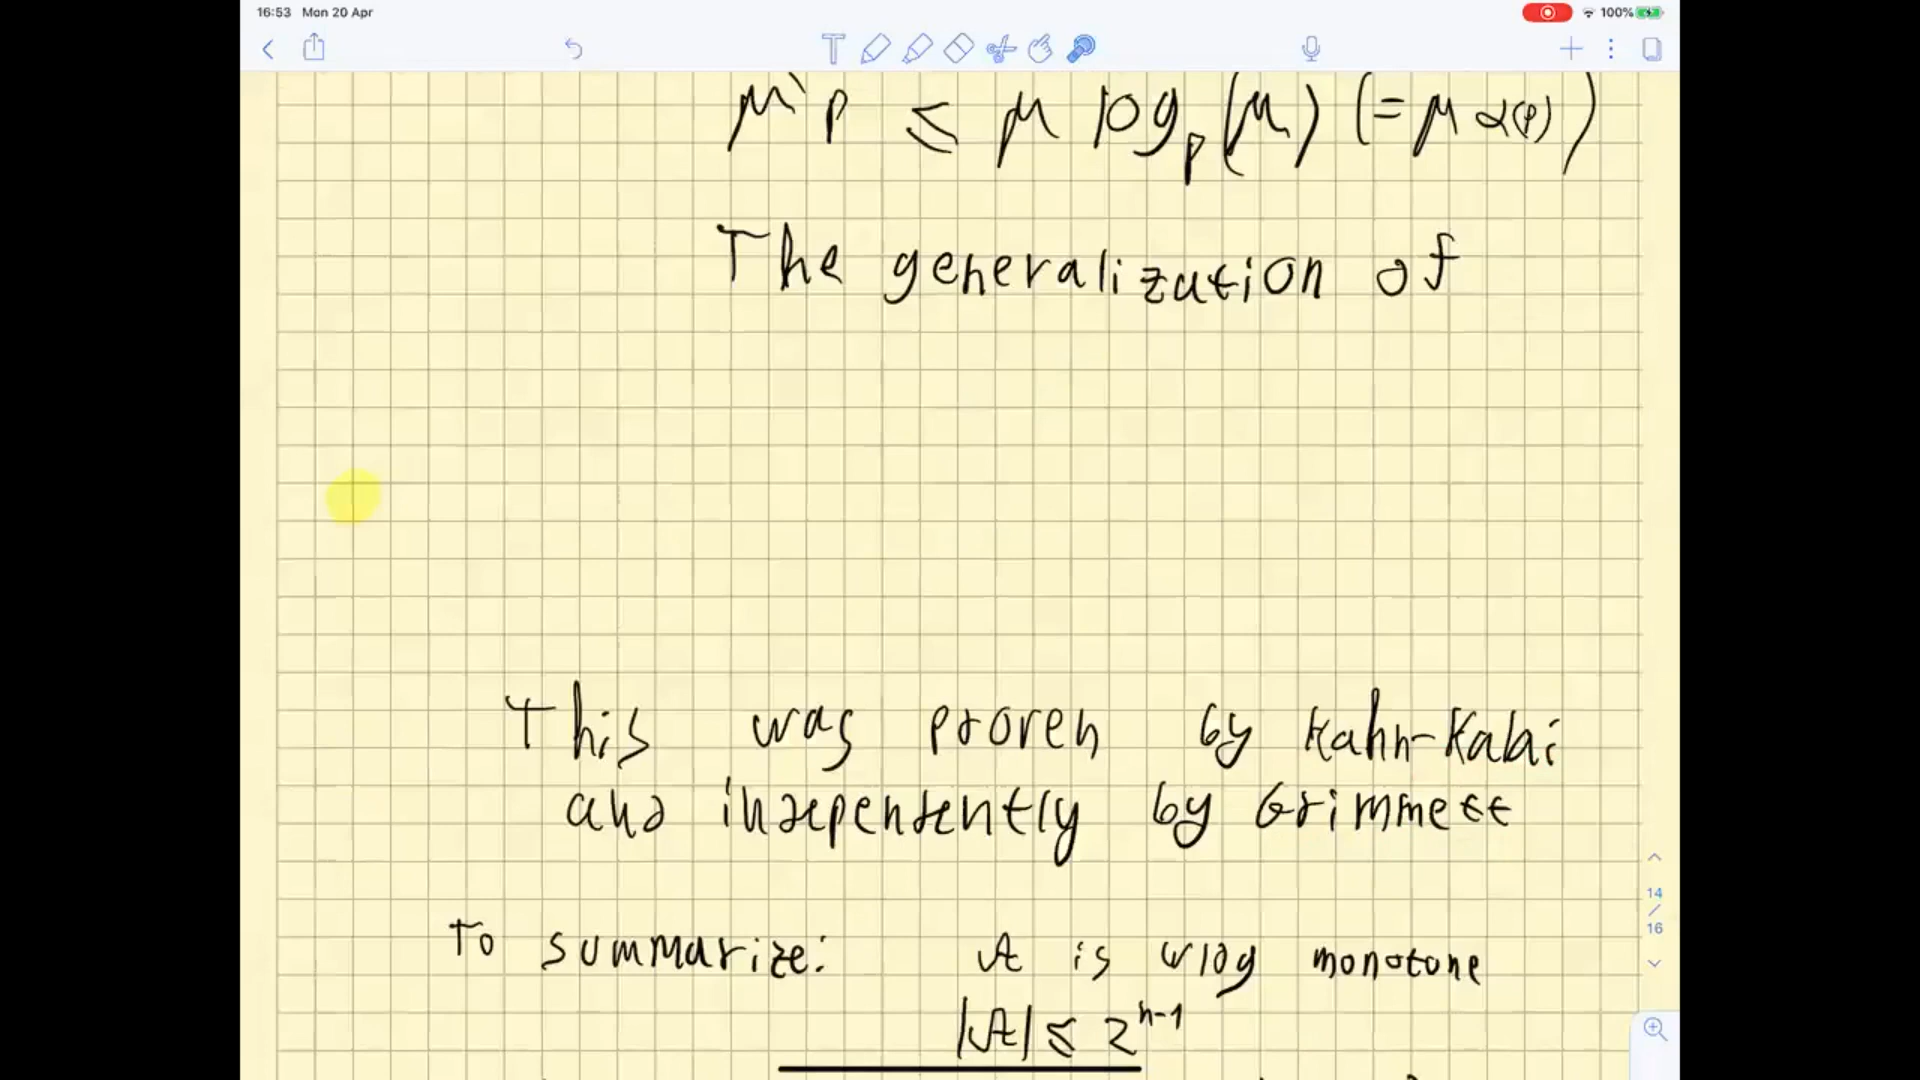 16:53 Mon 20 Apr
100%
μ'p ≤ μ log_p(μ) (= μ α(p))
The generalization of
This was proven by Kahn-Kalai
and independently by Grimmett
14
/
16
To summarize: A is wlog monotone
|A| ≤ 2^{n-1}